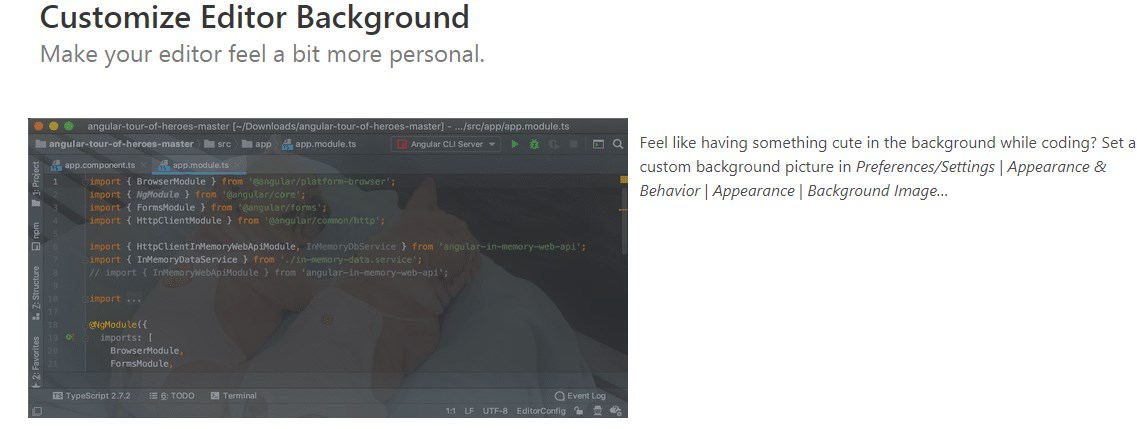 Customize Editor Background
Make your editor feel a bit more personal.
angular-tour-of-heroes-master [~/Downloads/angular-tour-of-heroes-master] - .../src/app/app.module.ts
angular-tour-of-heroes-master src app app.module.ts Angular CLI Server
app.component.ts app.module.ts
1: Project
npm
Z: Structure
2: Favorites
1 import { BrowserModule } from '@angular/platform-browser';
2 import { NgModule } from '@angular/core';
3 import { FormsModule } from '@angular/forms';
4 import { HttpClientModule } from '@angular/common/http';
5
6 import { HttpClientInMemoryWebApiModule, InMemoryDbService } from 'angular-in-memory-web-api';
7 import { InMemoryDataService } from './in-memory-data.service';
8 // import { InMemoryWebApiModule } from 'angular-in-memory-web-api';
9
10 import ...
17
18 @NgModule({
19 imports: [
20 BrowserModule,
21 FormsModule,
TypeScript 2.7.2 6: TODO Terminal Event Log
1:1 LF UTF-8 EditorConfig
Feel like having something cute in the background while coding? Set a
custom background picture in Preferences/Settings | Appearance &
Behavior | Appearance | Background Image...